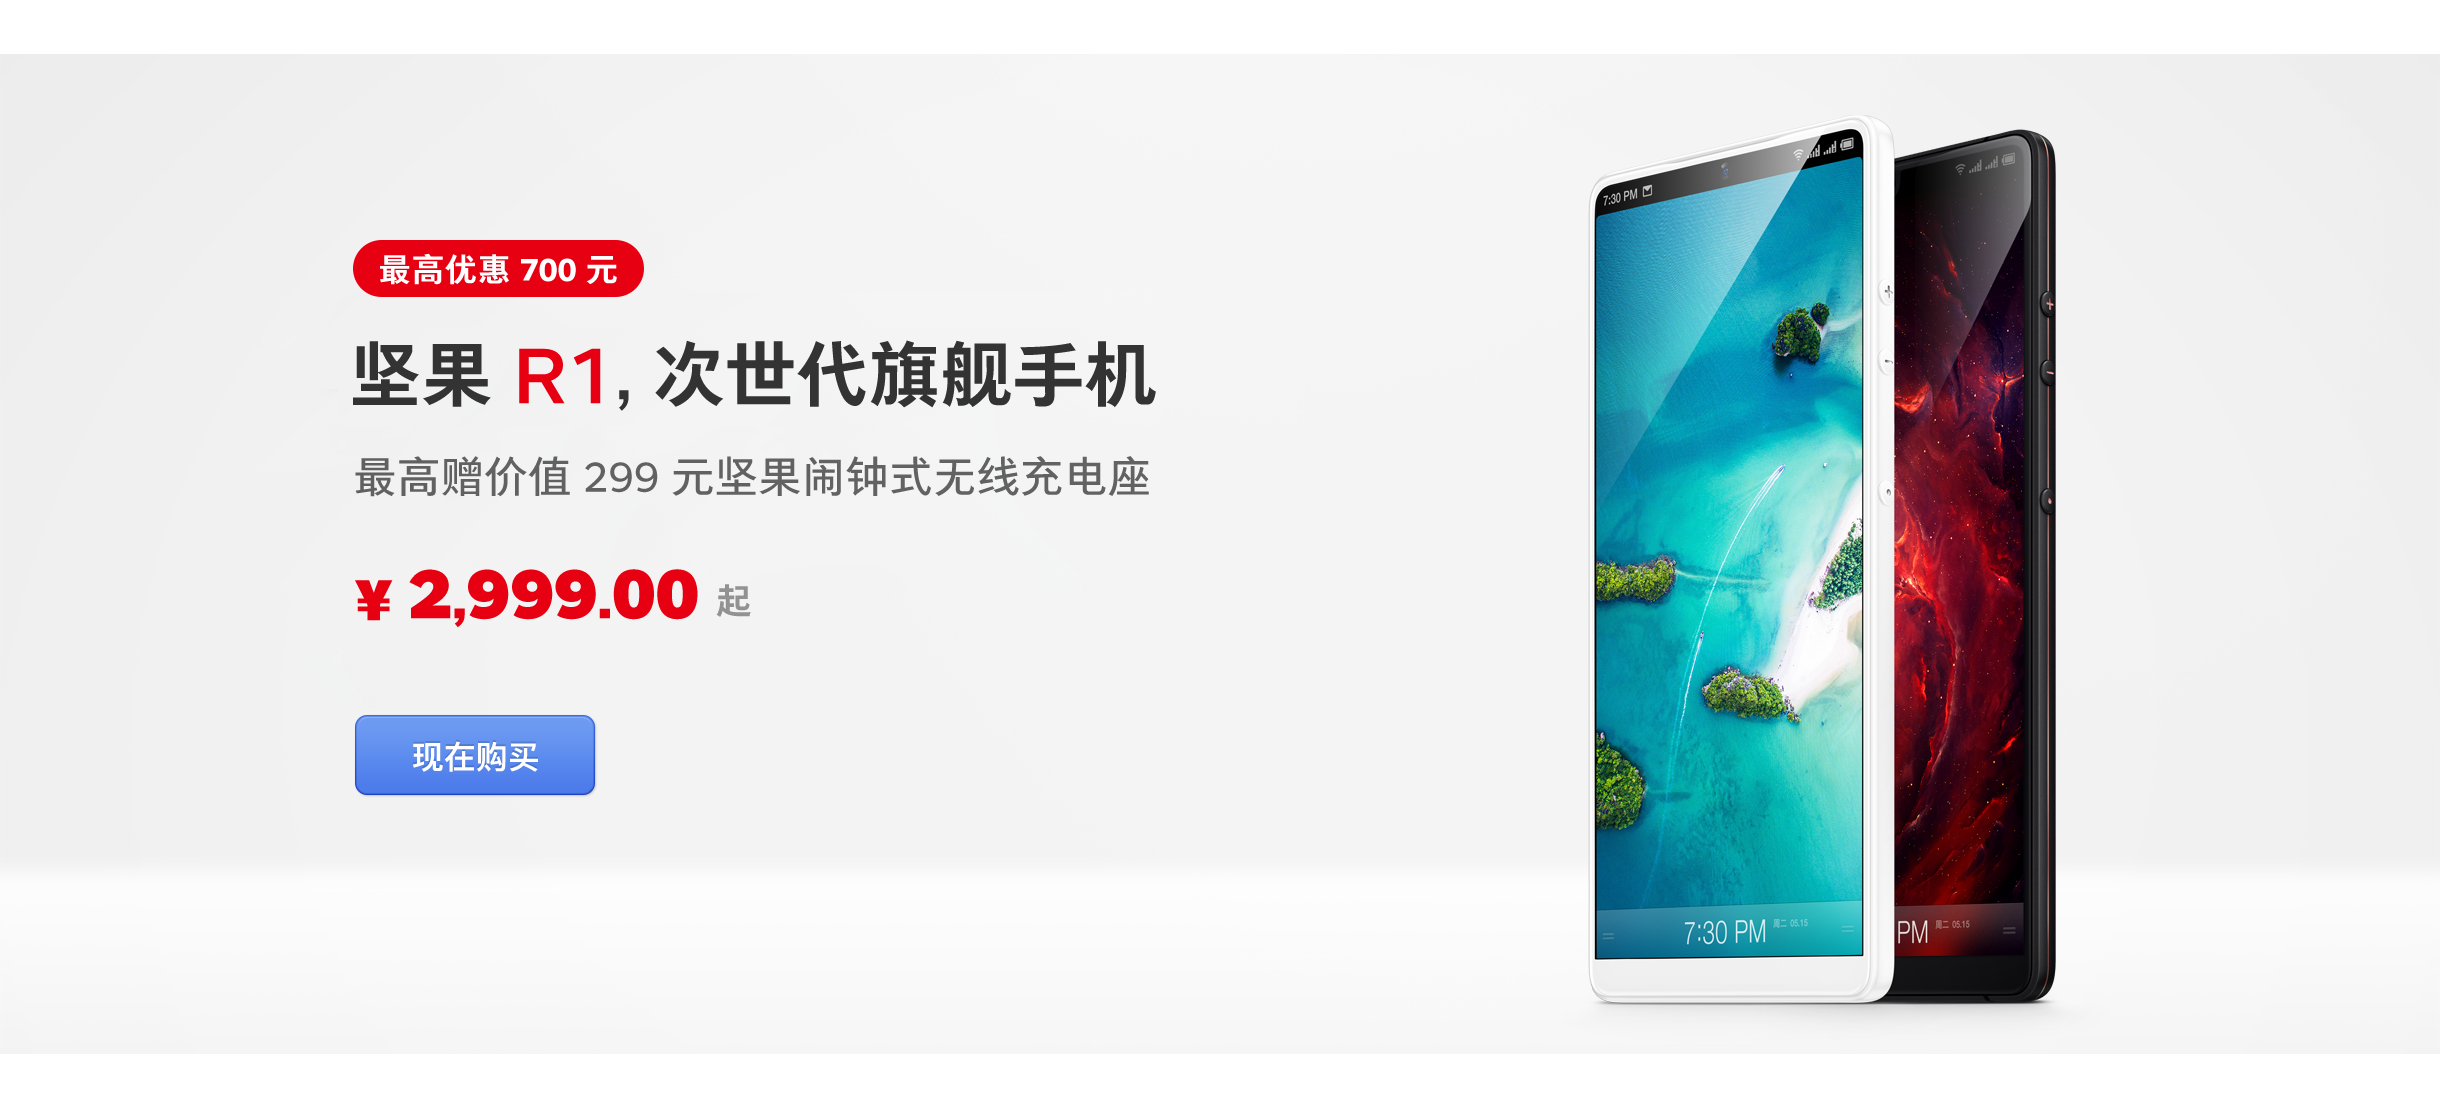 最高优惠 700 元
坚果 R1, 次世代旗舰手机
最高赠价值 299 元坚果闹钟式无线充电座
¥ 2,999.00 起
现在购买
7:30 PM
7:30 PM 周二 05.15
PM 周二 05.15